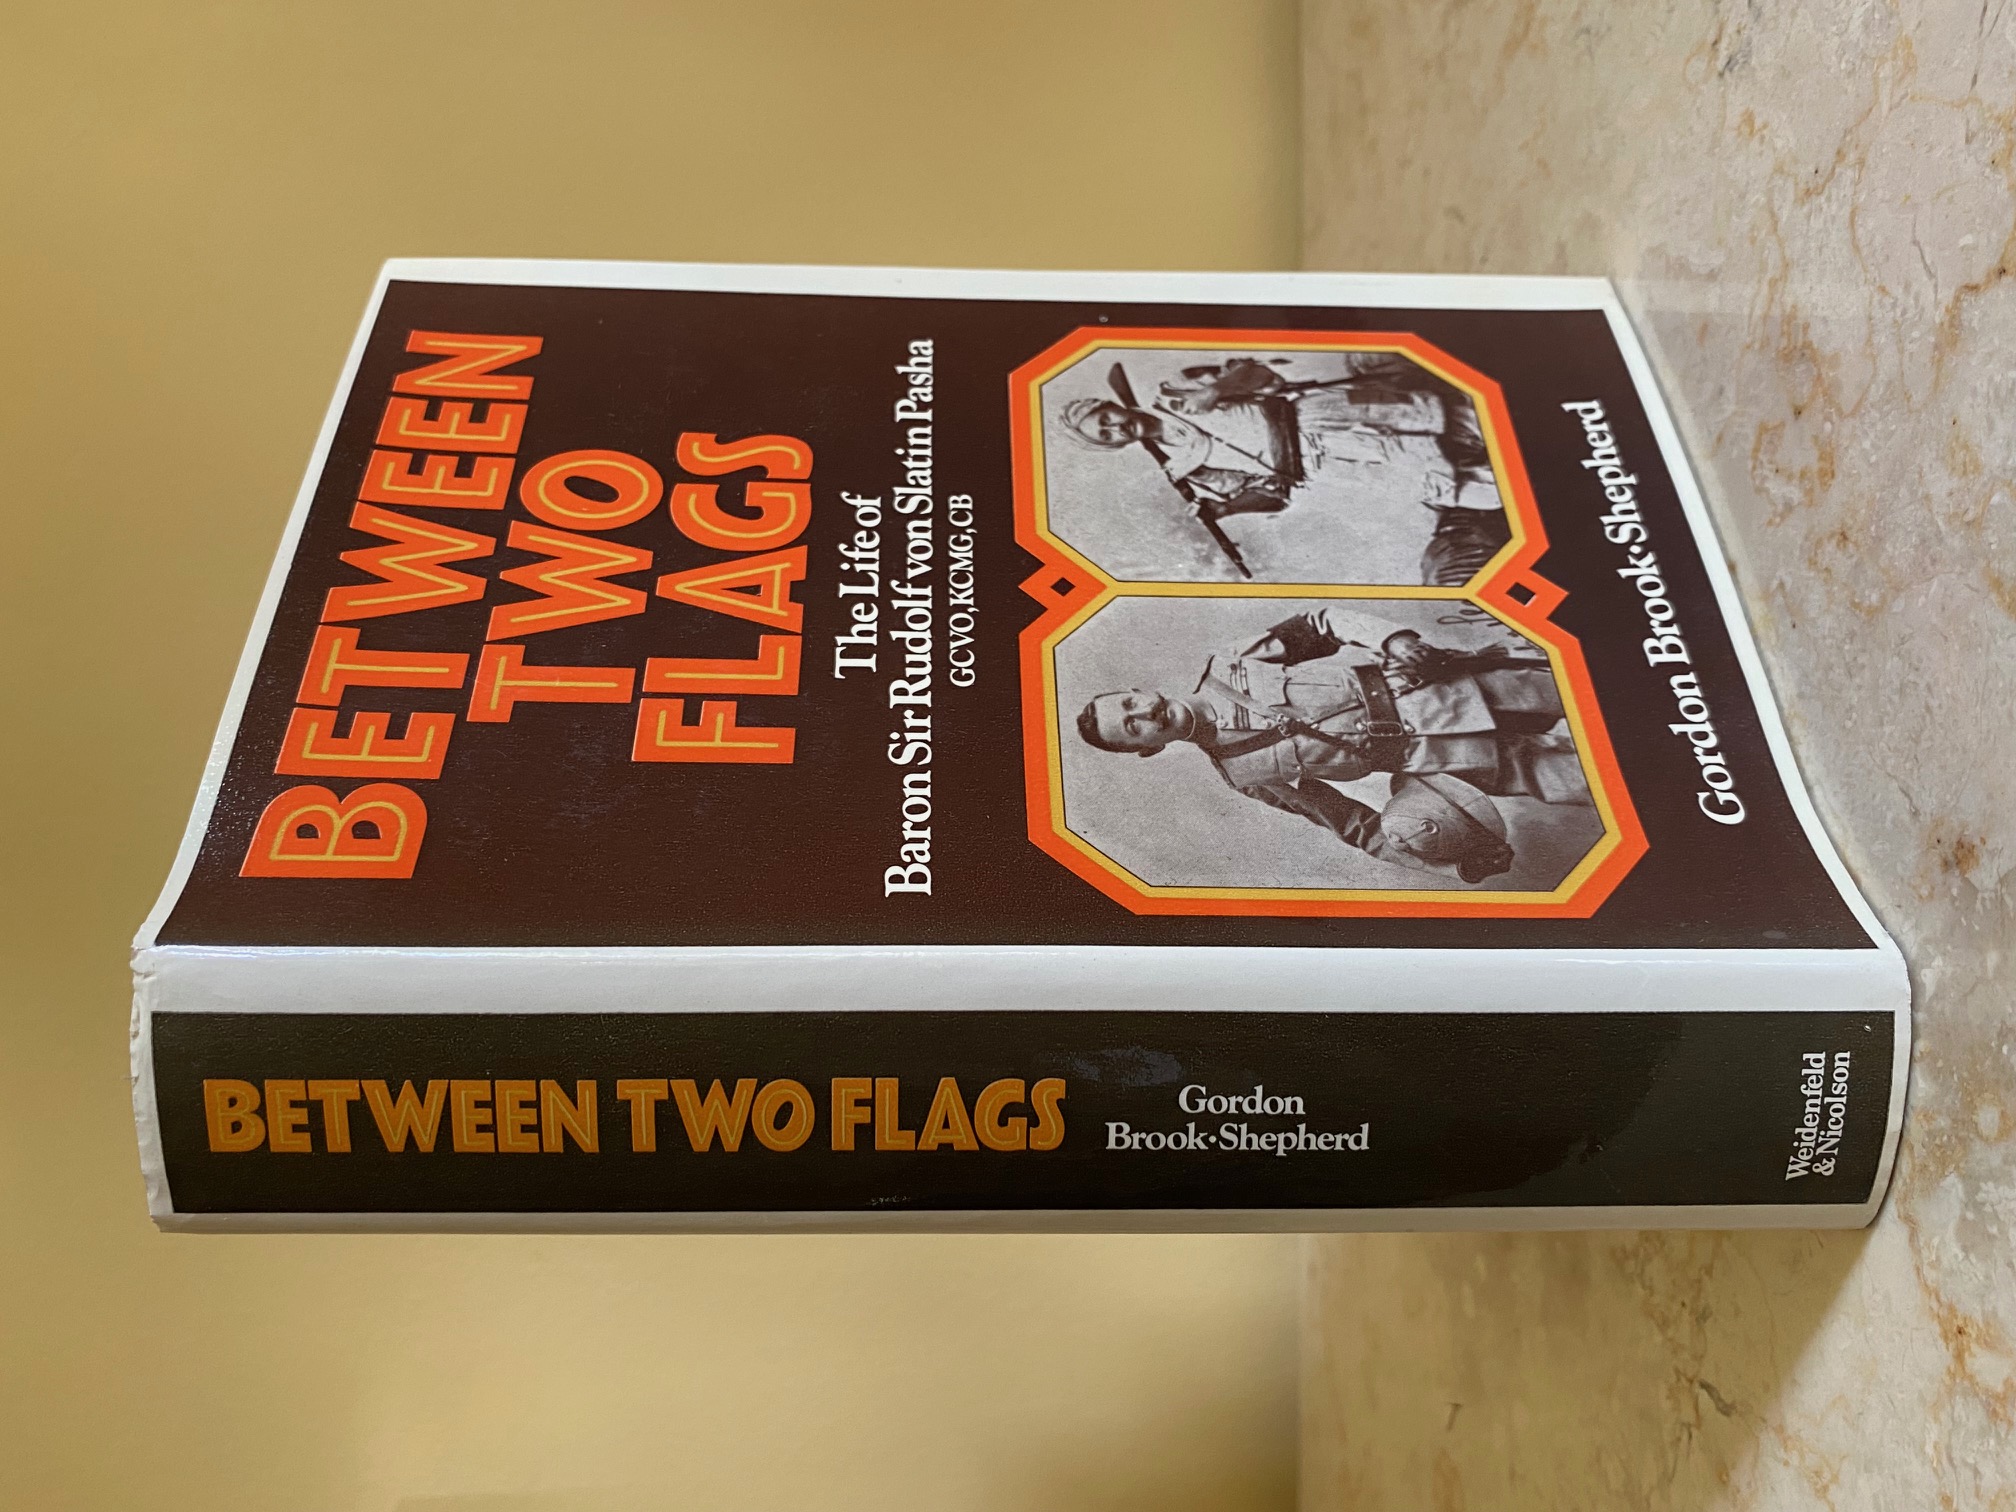 BETWEEN
TWO
FLAGS
The Life of
Baron Sir Rudolf von Slatin Pasha
GCVO, KCMG, CB
Gordon Brook·Shepherd
BETWEEN TWO FLAGS
Gordon
Brook·Shepherd
Weidenfeld
& Nicolson